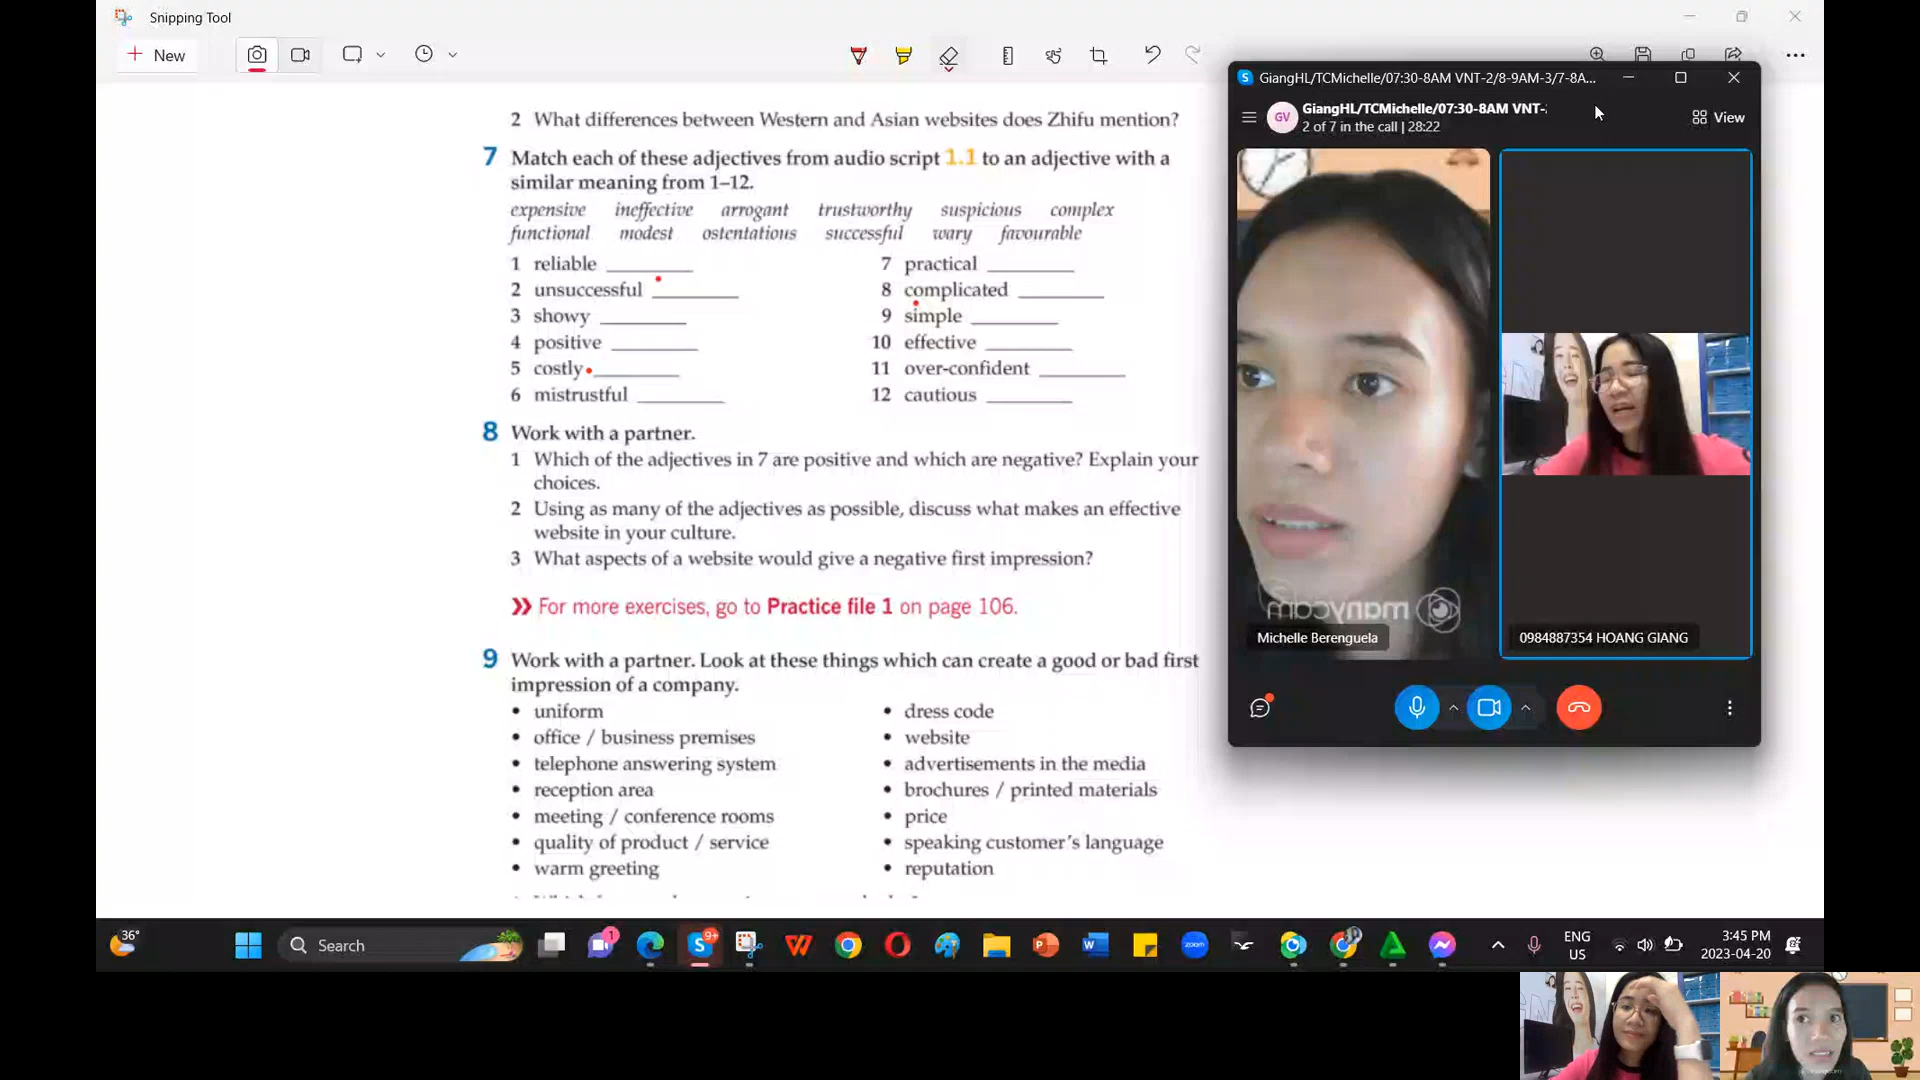 Snipping Tool
New
2 What differences between Western and Asian websites does Zhifu mention?
7 Match each of these adjectives from audio script 1.1 to an adjective with a
similar meaning from 1–12.
expensive ineffective arrogant trustworthy suspicious complex
functional modest ostentatious successful wary favourable
1 reliable
7 practical
2 unsuccessful
8 complicated
3 showy
9 simple
4 positive
10 effective
5 costly
11 over-confident
6 mistrustful
12 cautious
8 Work with a partner.
1 Which of the adjectives in 7 are positive and which are negative? Explain your
choices.
2 Using as many of the adjectives as possible, discuss what makes an effective
website in your culture.
3 What aspects of a website would give a negative first impression?
For more exercises, go to Practice file 1 on page 106.
9 Work with a partner. Look at these things which can create a good or bad first
impression of a company.
• uniform
• dress code
• office / business premises
• website
• telephone answering system
• advertisements in the media
• reception area
• brochures / printed materials
• meeting / conference rooms
• price
• quality of product / service
• speaking customer's language
• warm greeting
• reputation
GiangHL/TCMichelle/07:30-8AM VNT-2/8-9AM-3/7-8A...
GV
GiangHL/TCMichelle/07:30-8AM VNT-
2 of 7 in the call | 28:22
View
manycam
Michelle Berenguela
0984887354 HOANG GIANG
36°
Search
1
9+
zoom
ENG
US
3:45 PM
2023-04-20